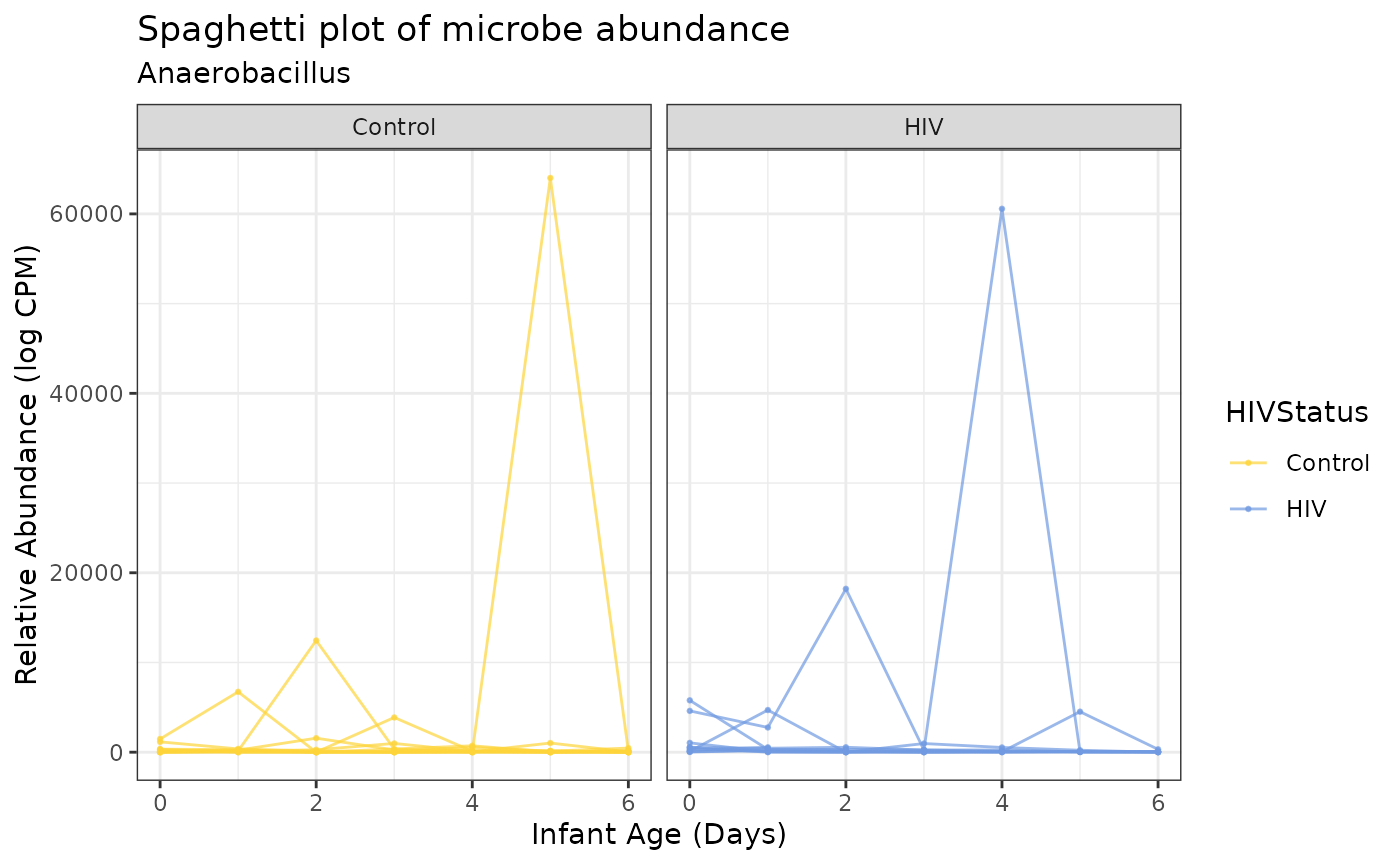 Spaghetti plot of microbe abundance
Anaerobacillus
Control
HIV
Relative Abundance (log CPM)
60000
40000
20000
0
0 2 4 6
0 2 4 6
Infant Age (Days)
HIVStatus
Control
HIV